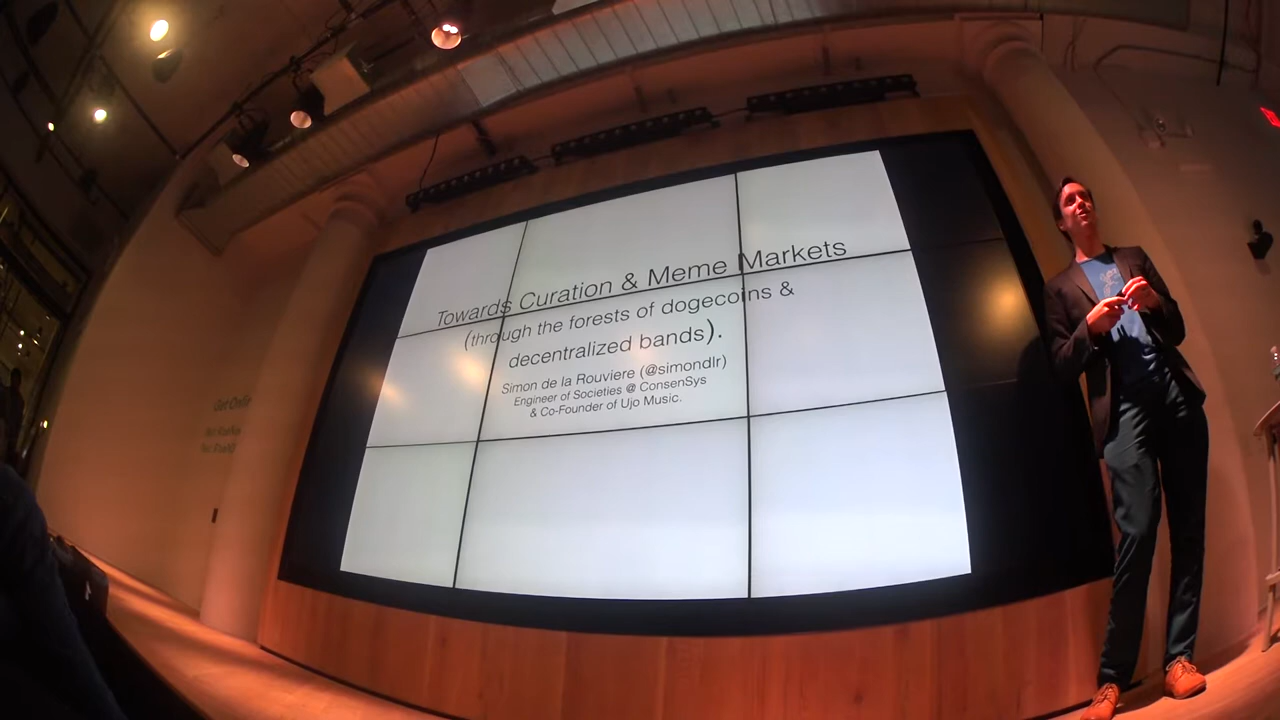 Towards Curation & Meme Markets
(through the forests of dogecoins &
decentralized bands).
Simon de la Rouviere (@simondlr)
Engineer of Societies @ ConsenSys
& Co-Founder of Ujo Music.